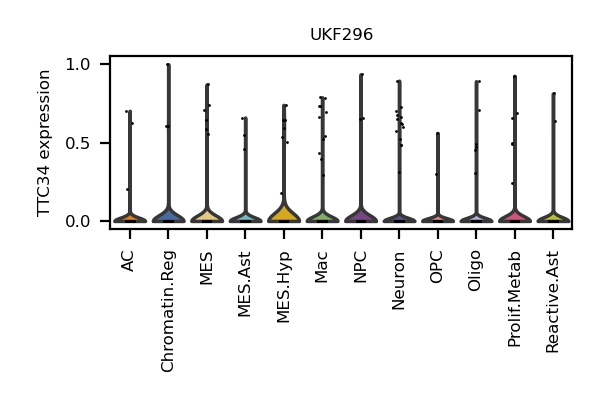 UKF296
TTC34 expression
1.0
0.5
0.0
AC
Chromatin.Reg
MES
MES.Ast
MES.Hyp
Mac
NPC
Neuron
OPC
Oligo
Prolif.Metab
Reactive.Ast